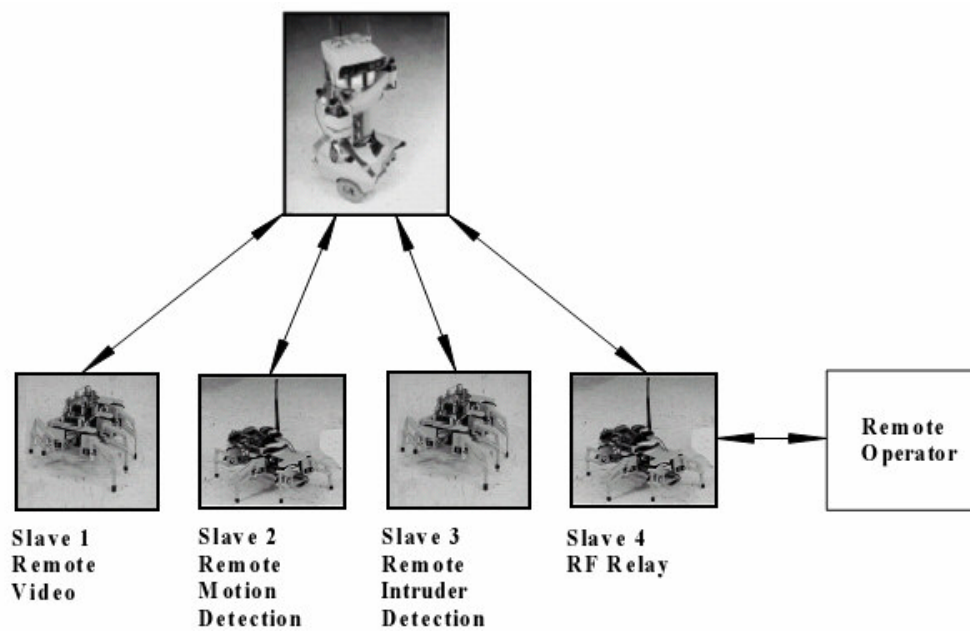 Slave 1
Remote
Video
Slave 2
Remote
Motion
Detection
Slave 3
Remote
Intruder
Detection
Slave 4
RF Relay
Remote
Operator